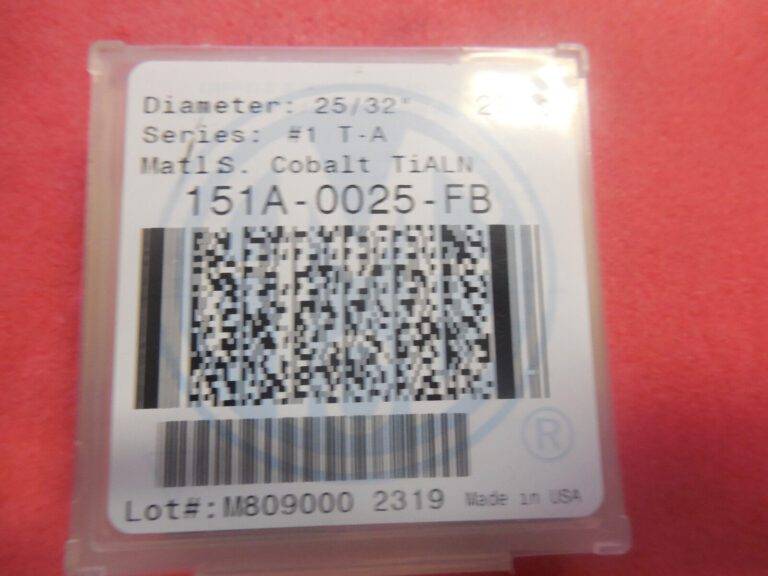 Diameter: 25/32"
Series: #1 T-A
Matl:S. Cobalt TiALN
151A-0025-FB
®
Lot#:M809000 2319 Made in USA